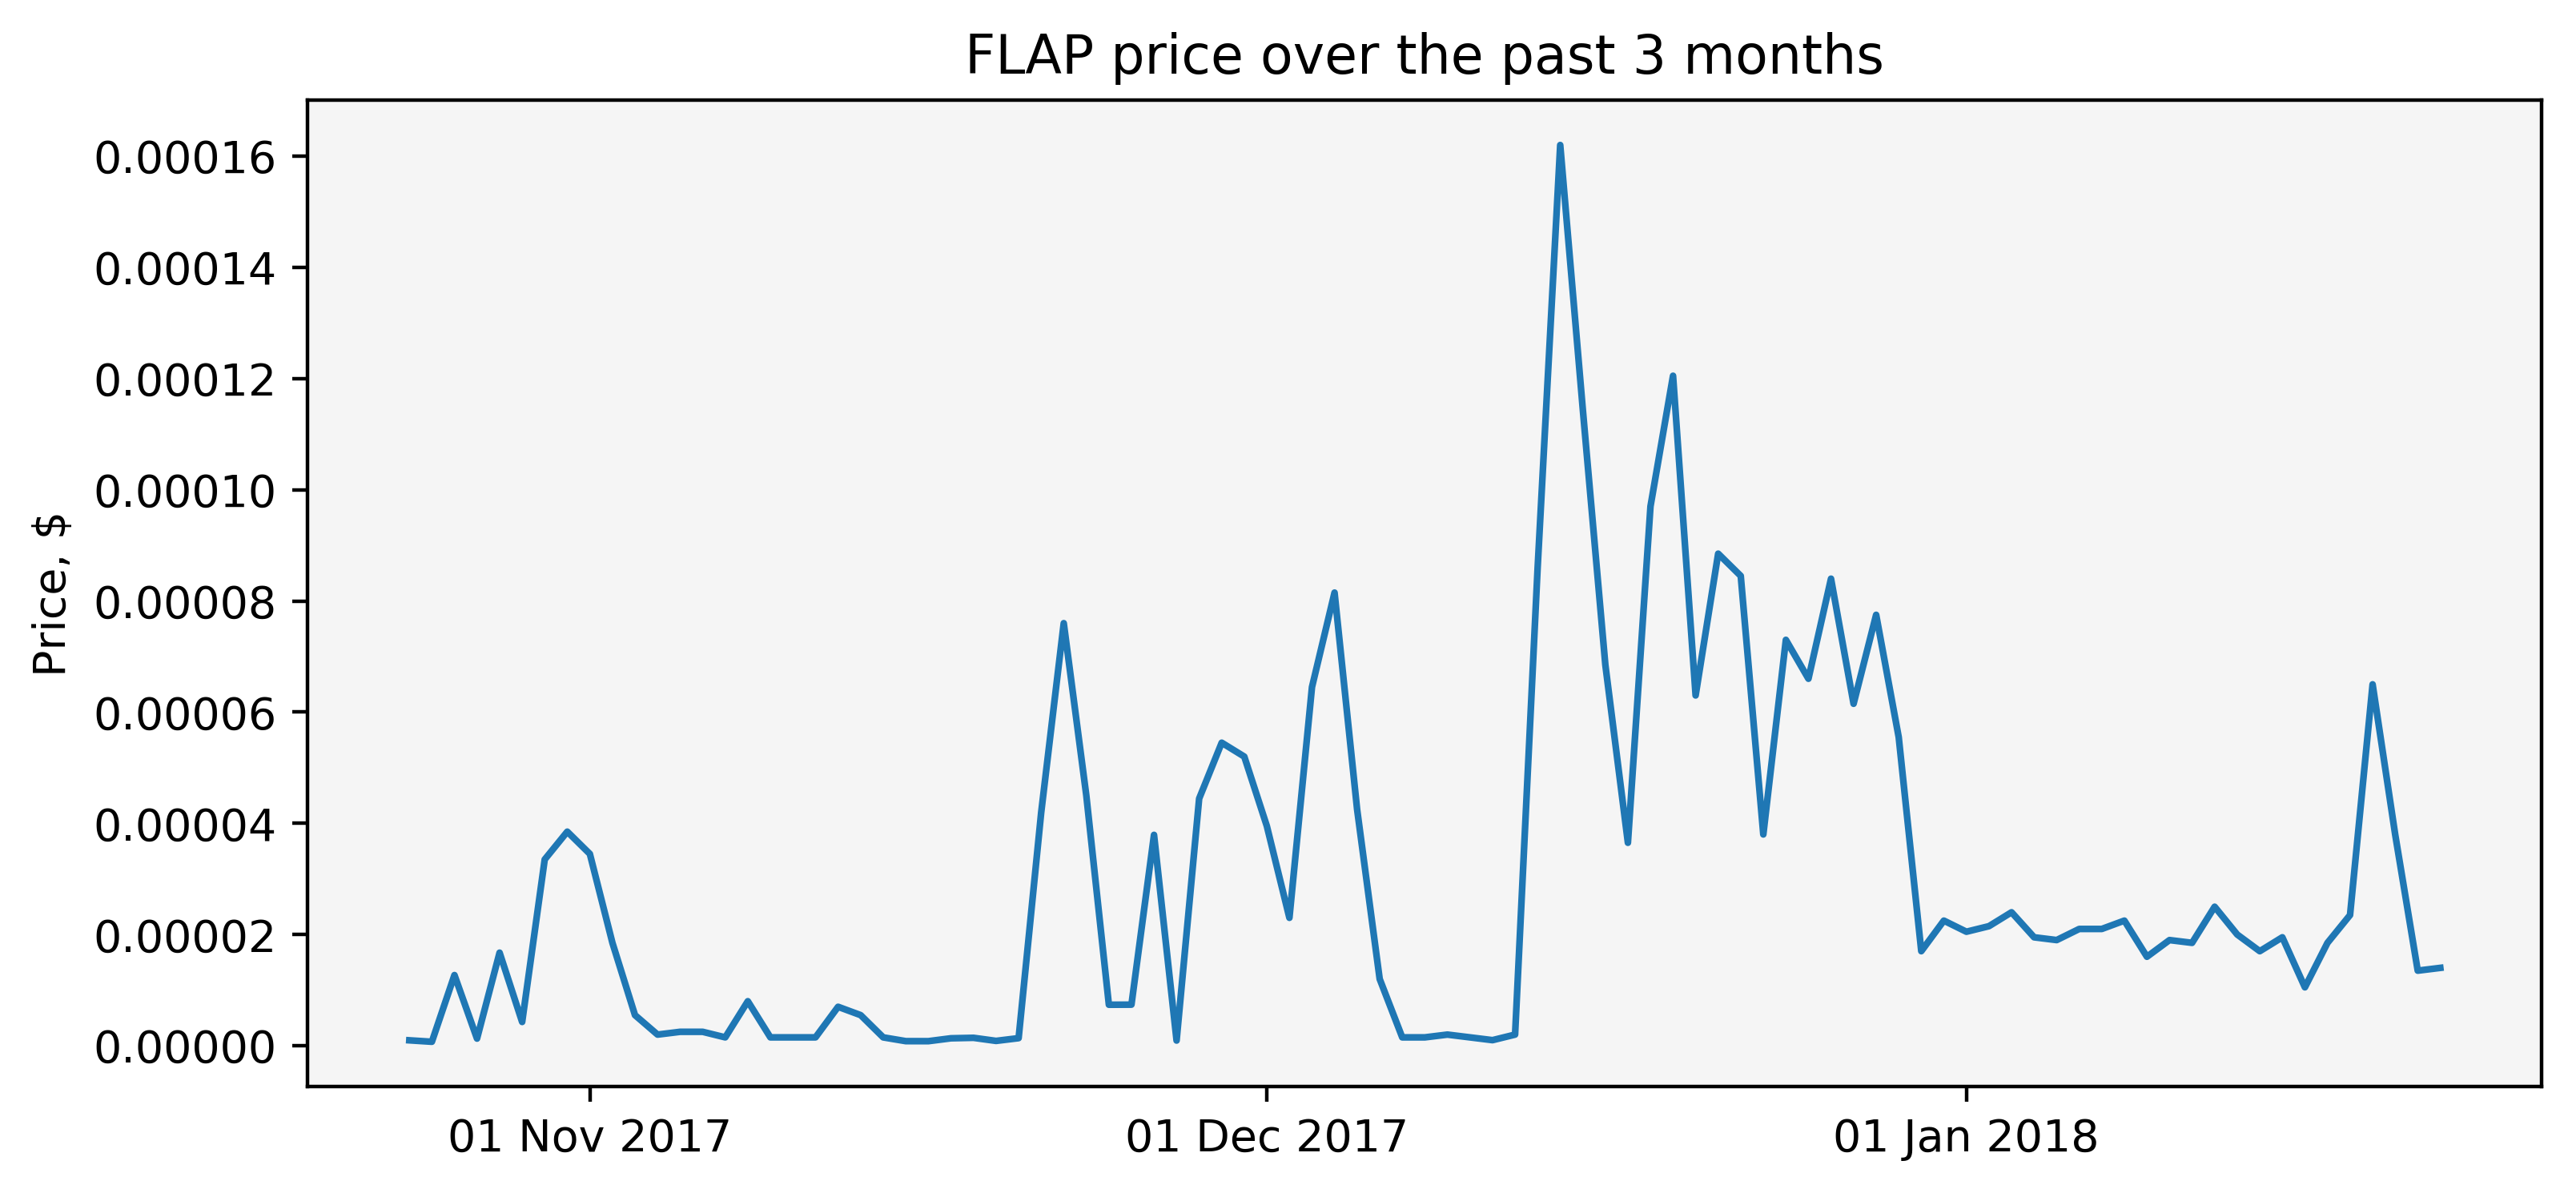 FLAP price over the past 3 months
Price, $
0.00016
0.00014
0.00012
0.00010
0.00008
0.00006
0.00004
0.00002
0.00000
01 Nov 2017
01 Dec 2017
01 Jan 2018